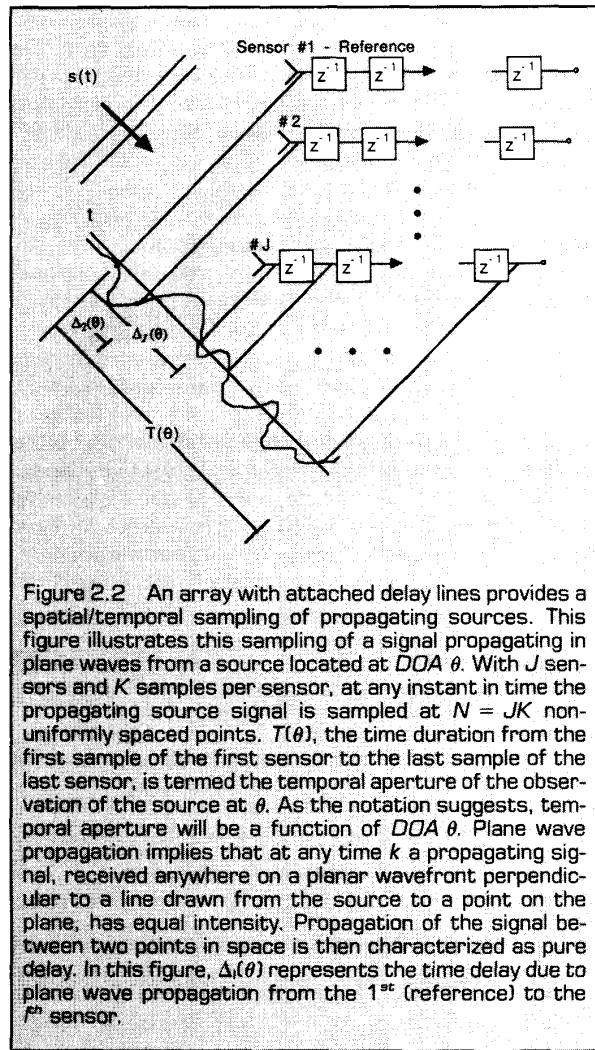 Sensor #1 - Reference
s(t)
z⁻¹ z⁻¹ z⁻¹
#2
z⁻¹ z⁻¹ z⁻¹
t
#J
z⁻¹ z⁻¹ z⁻¹
Δ₂(θ)
Δ_J(θ)
T(θ)
Figure 2.2 An array with attached delay lines provides a
spatial/temporal sampling of propagating sources. This
figure illustrates this sampling of a signal propagating in
plane waves from a source located at DOA θ. With J sen-
sors and K samples per sensor, at any instant in time the
propagating source signal is sampled at N = JK non-
uniformly spaced points. T(θ), the time duration from the
first sample of the first sensor to the last sample of the
last sensor, is termed the temporal aperture of the obser-
vation of the source at θ. As the notation suggests, tem-
poral aperture will be a function of DOA θ. Plane wave
propagation implies that at any time k a propagating sig-
nal, received anywhere on a planar wavefront perpendic-
ular to a line drawn from the source to a point on the
plane, has equal intensity. Propagation of the signal be-
tween two points in space is then characterized as pure
delay. In this figure, Δₗ(θ) represents the time delay due to
plane wave propagation from the 1ˢᵗ (reference) to the
lᵗʰ sensor.